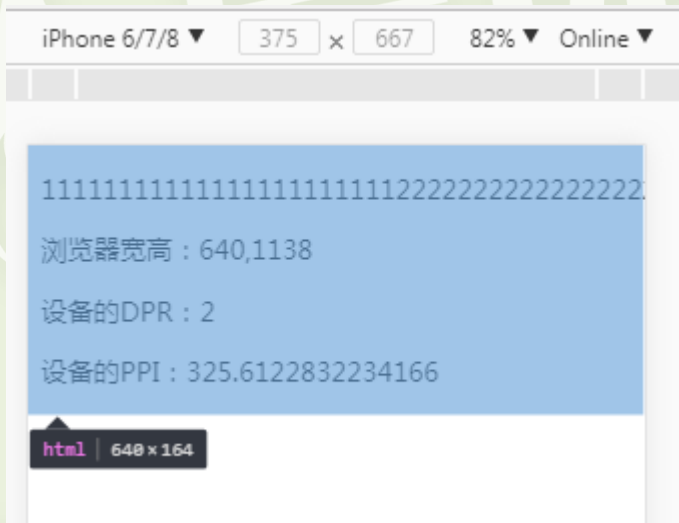 iPhone 6/7/8 ▼ 375 × 667 82% ▼ Online ▼
浏览器宽高：640,1138
设备的DPR：2
设备的PPI：325.6122832234166
html | 640×164